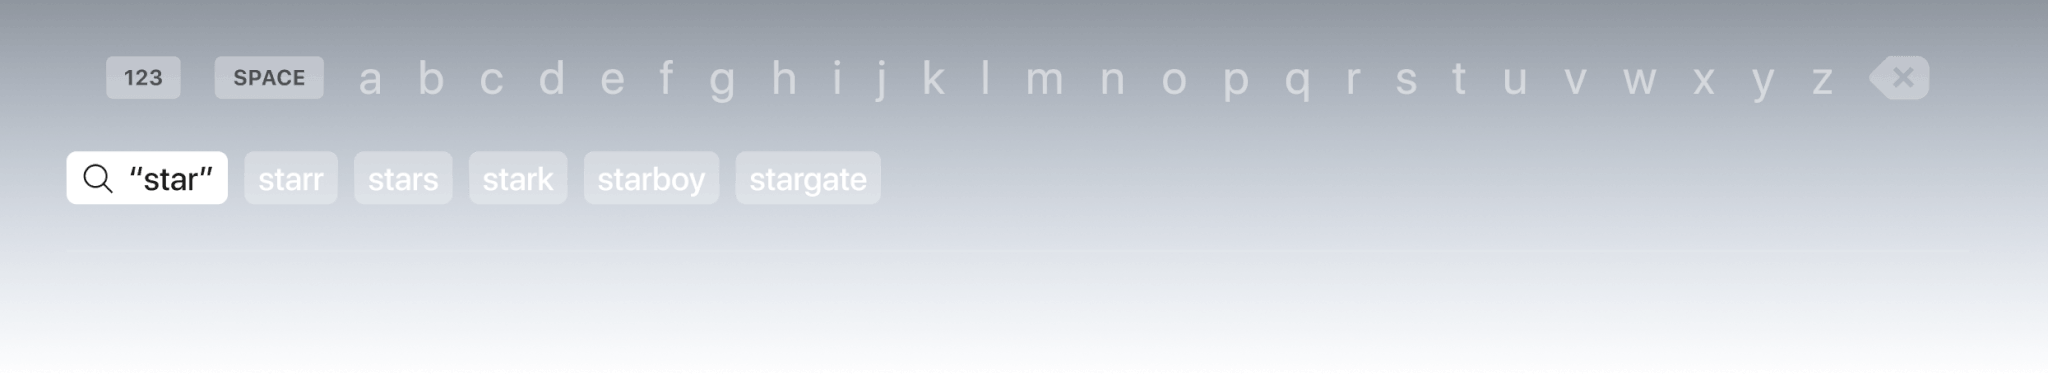 123 SPACE a b c d e f g h i j k l m n o p q r s t u v w x y z
“star” starr stars stark starboy stargate